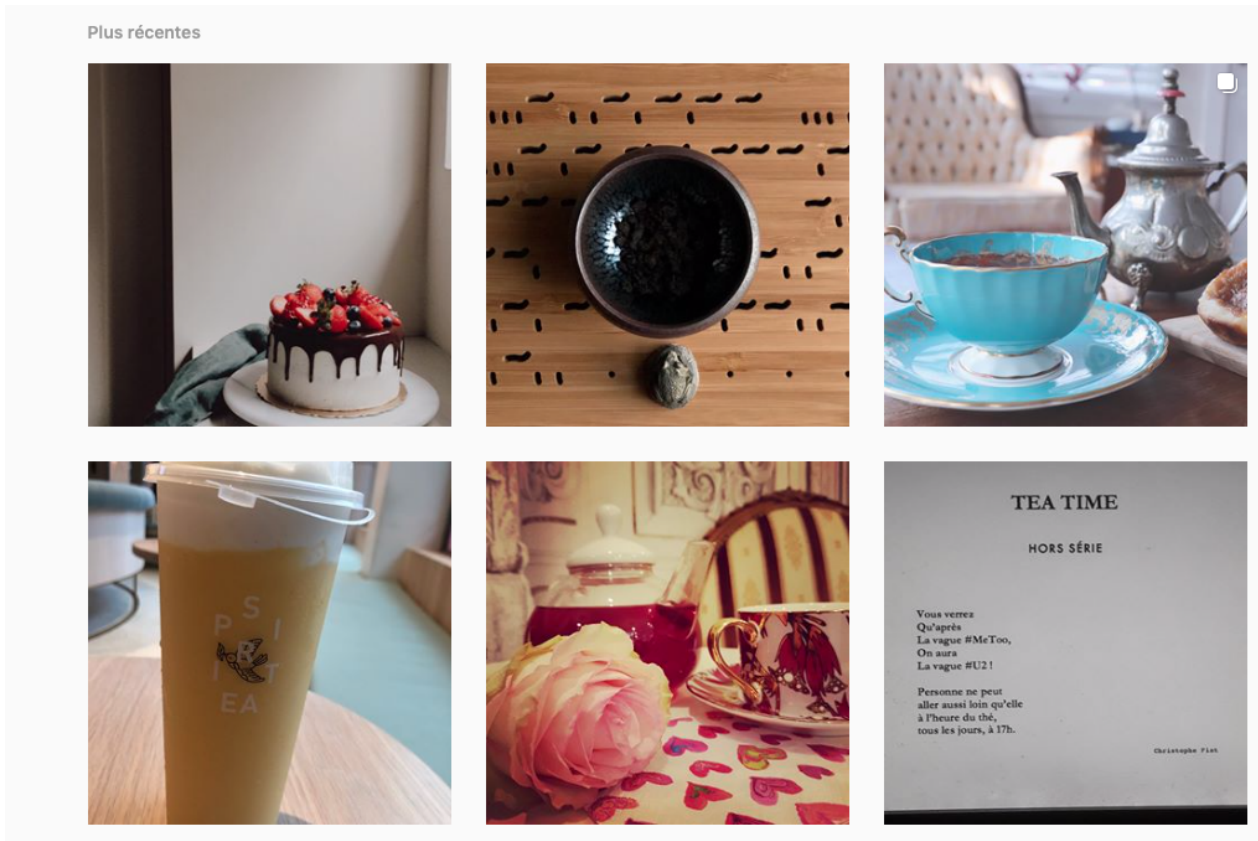 Plus récentes
S
P I
R
I T
EA
TEA TIME
HORS SÉRIE
Vous verrez
Qu'après
La vague #MeToo,
On aura
La vague #U2 !
Personne ne peut
aller aussi loin qu'elle
à l'heure du thé,
tous les jours, à 17h.
Christophe Fiat